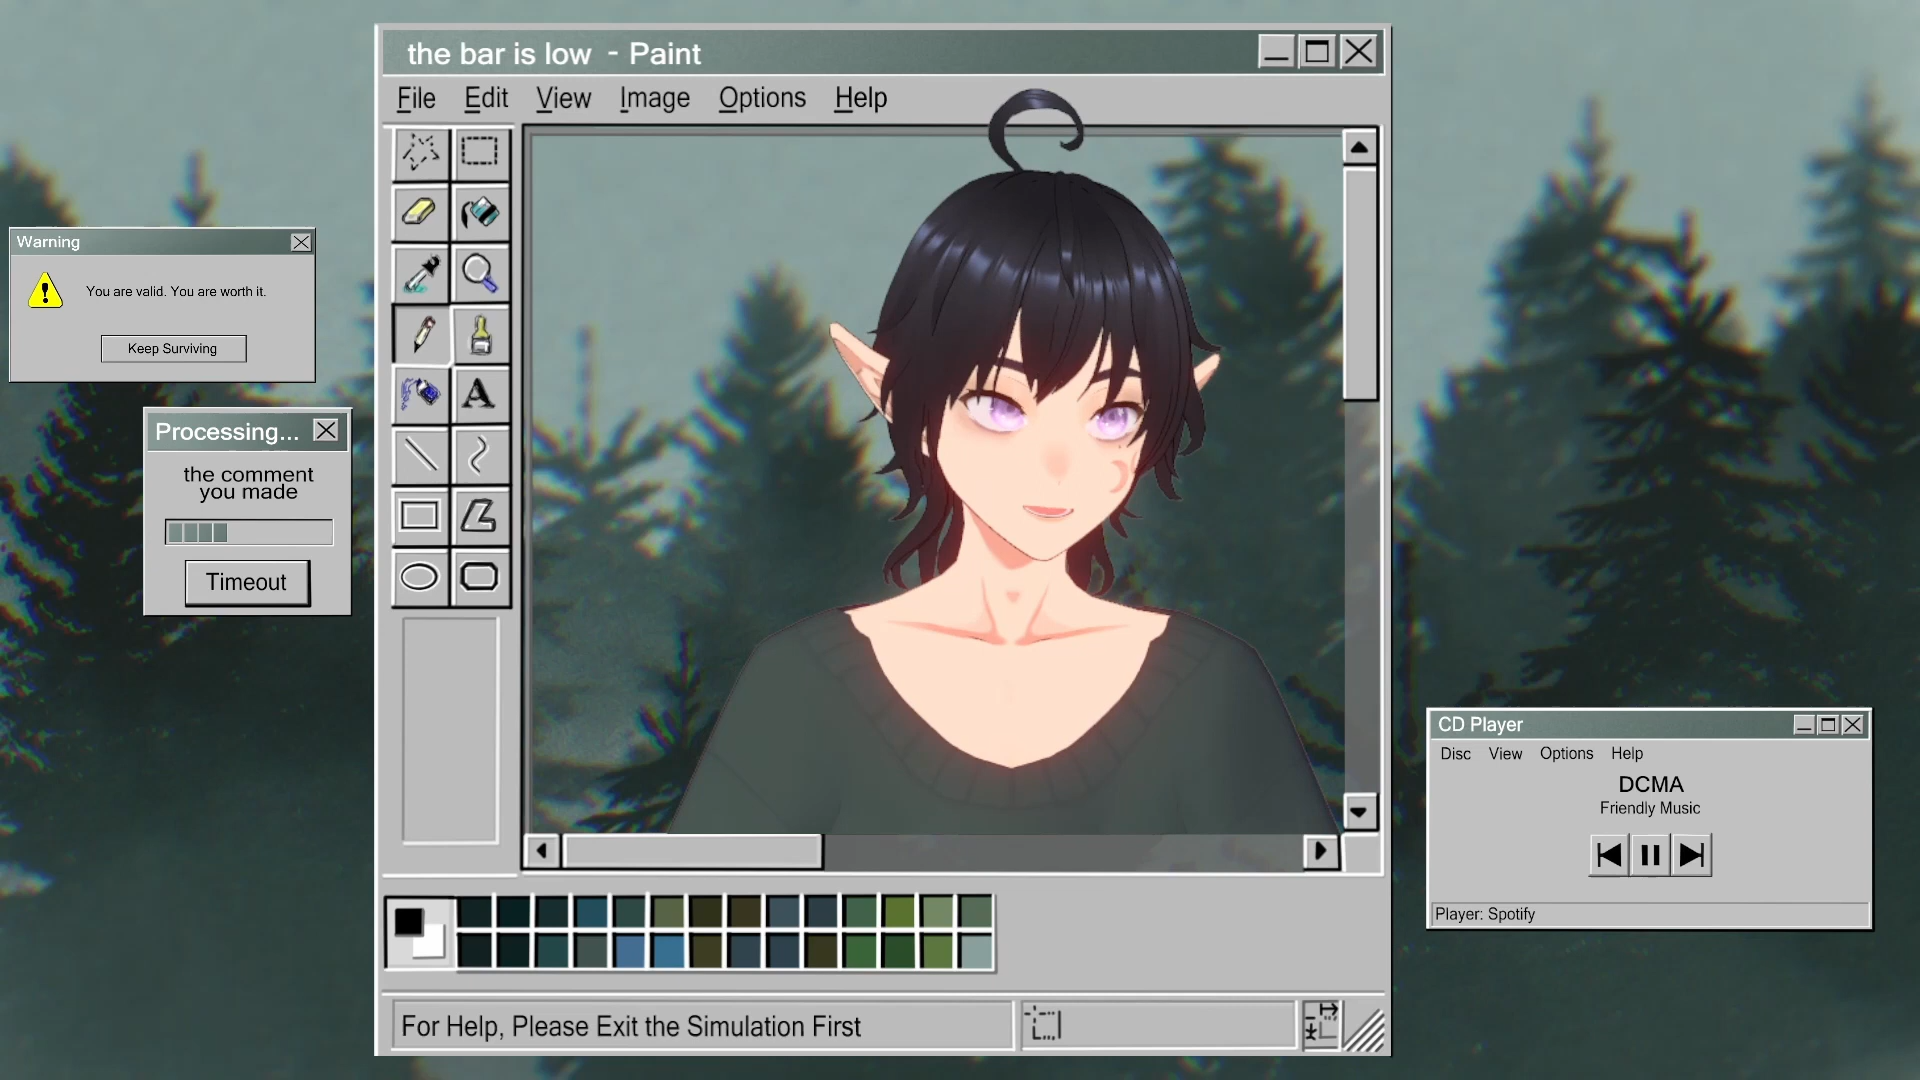 the bar is low - Paint
File Edit View Image Options Help
Warning
You are valid. You are worth it.
Keep Surviving
Processing...
the comment
you made
Timeout
A
CD Player
Disc View Options Help
DCMA
Friendly Music
Player: Spotify
For Help, Please Exit the Simulation First